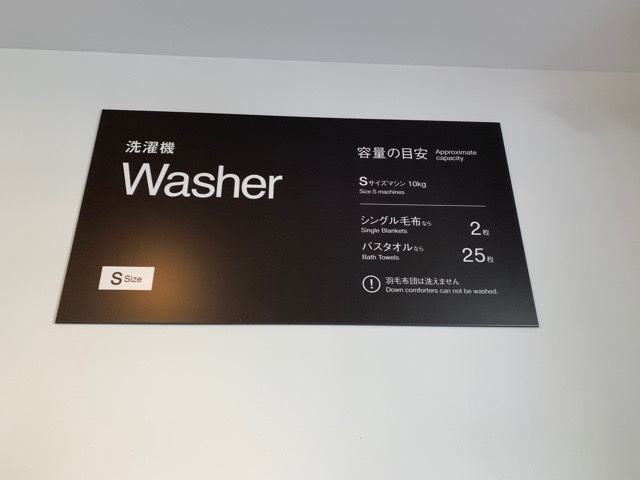 洗濯機
Washer
S Size
容量の目安 Approximate capacity
Sサイズマシン 10kg
Size S machines
シングル毛布なら 2枚
Single Blankets
バスタオルなら 25枚
Bath Towels
! 羽毛布団は洗えません
Down comforters can not be washed.